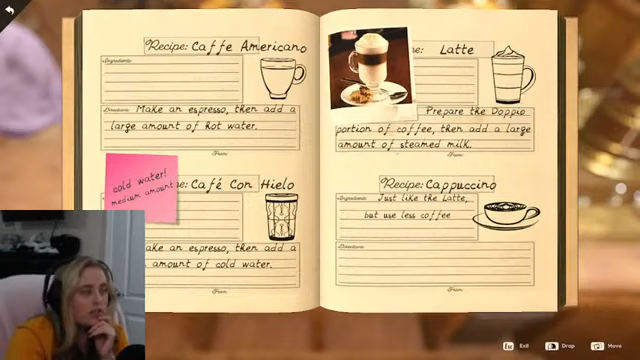 Recipe: Caffe Americano
Ingredients:
Directions: Make an espresso, then add a
large amount of hot water.
From:
cold water!
medium amount
Café Con Hielo
Make an espresso, then add a
amount of cold water.
From:
Latte
Prepare the Doppio
portion of coffee, then add a large
amount of steamed milk.
From:
Recipe: Cappuccino
Ingredients: Just like the Latte,
but use less coffee
Directions:
From:
Esc Exit
Drop
Move